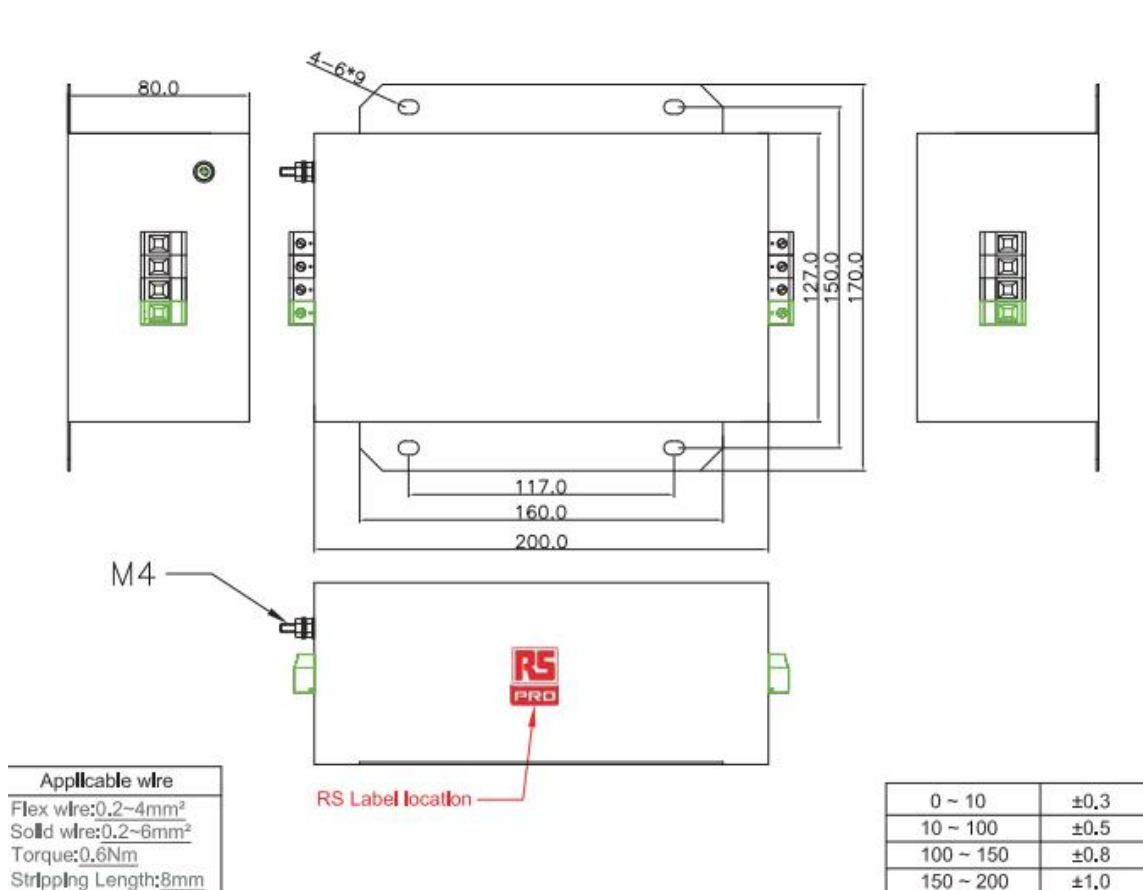 4-6*9
80.0
127.0
150.0
170.0
117.0
160.0
200.0
M4
RS
PRO
RS Label location
Applicable wire
Flex wire:0.2~4mm²
Solid wire:0.2~6mm²
Torque:0.6Nm
Stripping Length:8mm
0 ~ 10 ±0.3
10 ~ 100 ±0.5
100 ~ 150 ±0.8
150 ~ 200 ±1.0